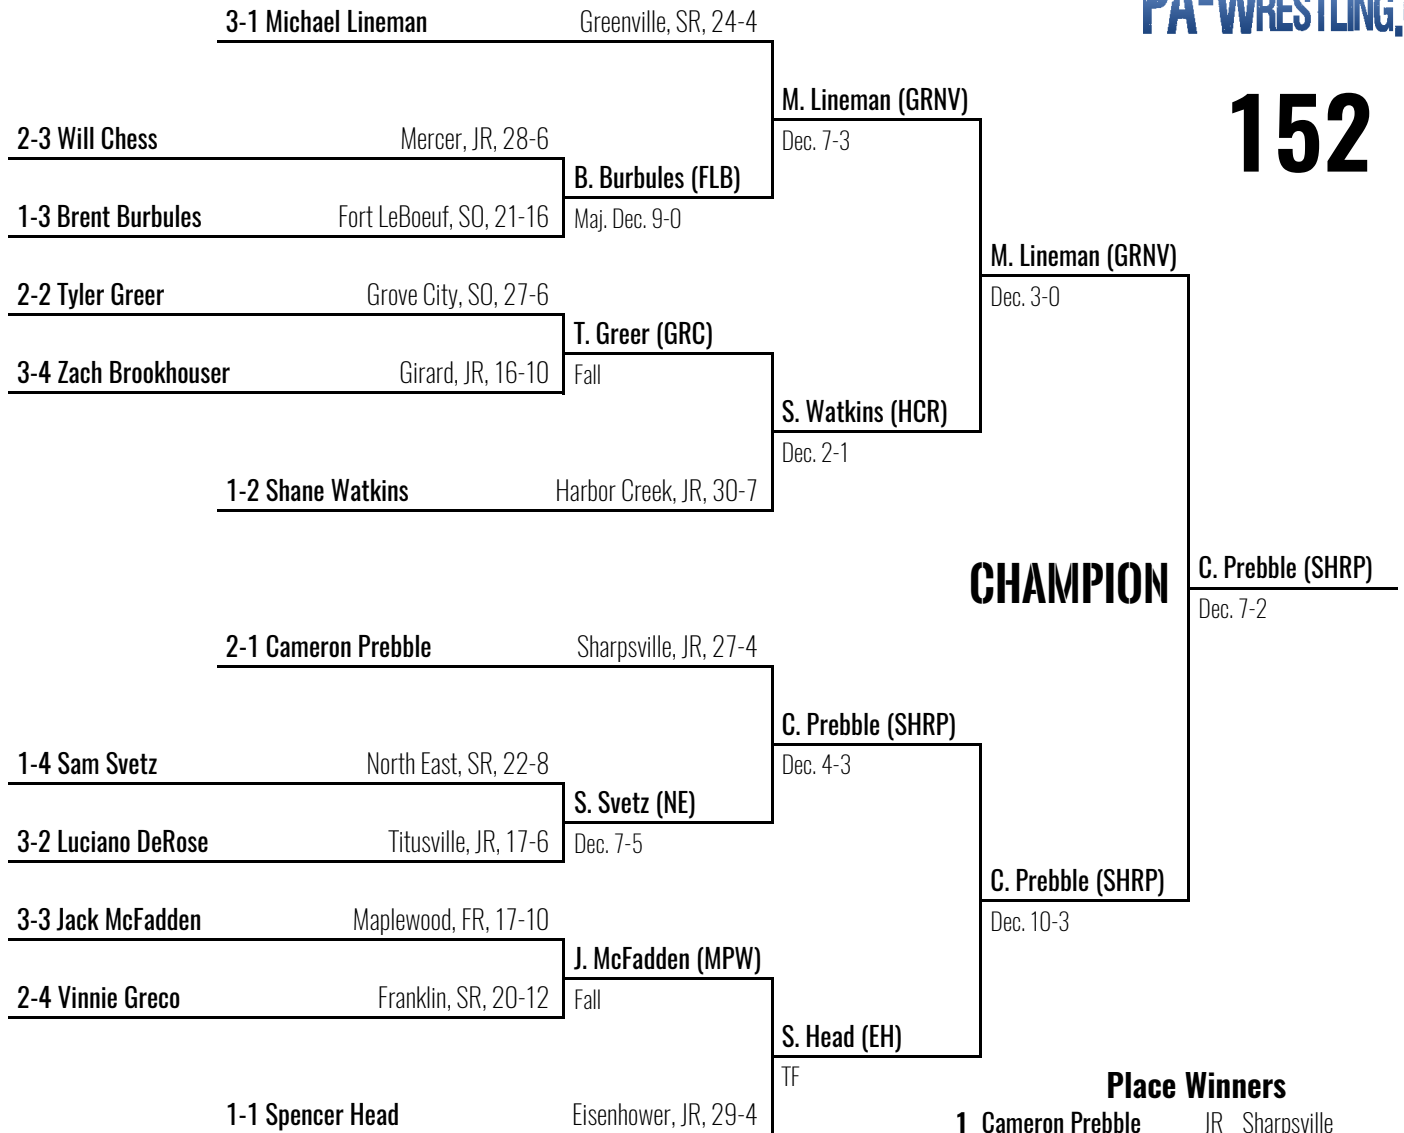 PA-WRESTLING.
152
3-1 Michael Lineman Greenville, SR, 24-4
M. Lineman (GRNV)
Dec. 7-3
2-3 Will Chess Mercer, JR, 28-6
B. Burbules (FLB)
Maj. Dec. 9-0
1-3 Brent Burbules Fort LeBoeuf, SO, 21-16
M. Lineman (GRNV)
Dec. 3-0
2-2 Tyler Greer Grove City, SO, 27-6
T. Greer (GRC)
Fall
3-4 Zach Brookhouser Girard, JR, 16-10
S. Watkins (HCR)
Dec. 2-1
1-2 Shane Watkins Harbor Creek, JR, 30-7
CHAMPION
C. Prebble (SHRP)
Dec. 7-2
2-1 Cameron Prebble Sharpsville, JR, 27-4
C. Prebble (SHRP)
Dec. 4-3
1-4 Sam Svetz North East, SR, 22-8
S. Svetz (NE)
Dec. 7-5
3-2 Luciano DeRose Titusville, JR, 17-6
C. Prebble (SHRP)
Dec. 10-3
3-3 Jack McFadden Maplewood, FR, 17-10
J. McFadden (MPW)
Fall
2-4 Vinnie Greco Franklin, SR, 20-12
S. Head (EH)
TF
1-1 Spencer Head Eisenhower, JR, 29-4
Place Winners
1 Cameron Prebble JR Sharpsville